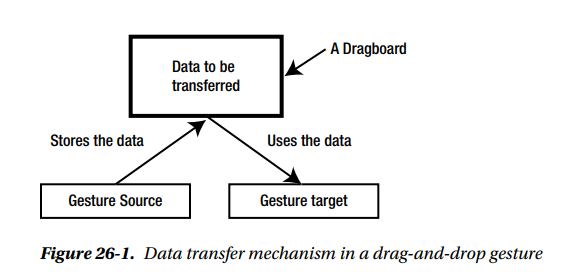 A Dragboard
Data to be
transferred
Stores the data
Uses the data
Gesture Source
Gesture target
Figure 26-1. Data transfer mechanism in a drag-and-drop gesture